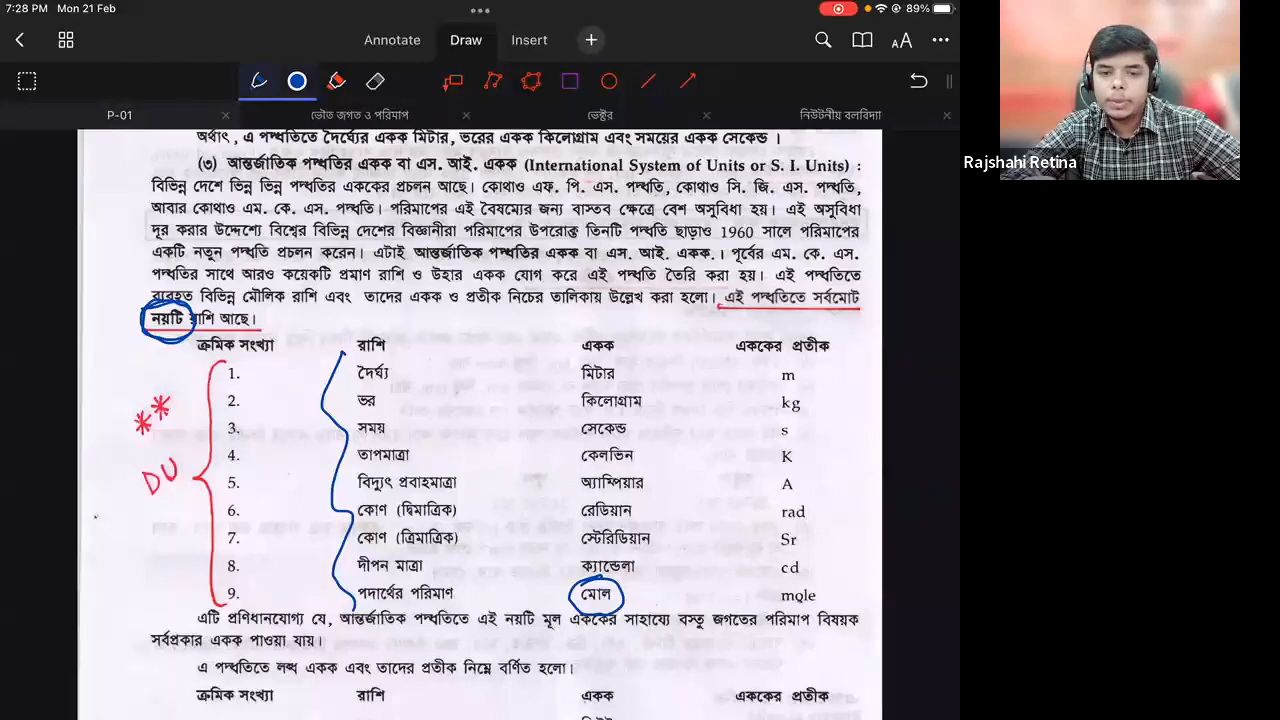 7:28 PM Mon 21 Feb
89%
Annotate Draw Insert
AA
P-01 ভৌত জগত ও পরিমাপ ভেক্টর নিউটনীয় বলবিদ্যা
Rajshahi Retina
অর্থাৎ, এ পদ্ধতিতে দৈর্ঘ্যের একক মিটার, ভরের একক কিলোগ্রাম এবং সময়ের একক সেকেন্ড।
(৩) আন্তর্জাতিক পদ্ধতির একক বা এস. আই. একক (International System of Units or S. I. Units) :
বিভিন্ন দেশে ভিন্ন ভিন্ন পদ্ধতির এককের প্রচলন আছে। কোথাও এফ. পি. এস. পদ্ধতি, কোথাও সি. জি. এস. পদ্ধতি,
আবার কোথাও এম. কে. এস. পদ্ধতি। পরিমাপের এই বৈষম্যের জন্য বাস্তব ক্ষেত্রে বেশ অসুবিধা হয়। এই অসুবিধা
দূর করার উদ্দেশ্যে বিশ্বের বিভিন্ন দেশের বিজ্ঞানীরা পরিমাপের উপরোক্ত তিনটি পদ্ধতি ছাড়াও 1960 সালে পরিমাপের
একটি নতুন পদ্ধতি প্রচলন করেন। এটাই আন্তর্জাতিক পদ্ধতির একক বা এস. আই. একক.। পূর্বের এম. কে. এস.
পদ্ধতির সাথে আরও কয়েকটি প্রমাণ রাশি ও উহার একক যোগ করে এই পদ্ধতি তৈরি করা হয়। এই পদ্ধতিতে
ব্যবহৃত বিভিন্ন মৌলিক রাশি এবং তাদের একক ও প্রতীক নিচের তালিকায় উল্লেখ করা হলো। এই পদ্ধতিতে সর্বমোট
নয়টি রাশি আছে।
ক্রমিক সংখ্যা রাশি একক এককের প্রতীক
1. দৈর্ঘ্য মিটার m
2. ভর কিলোগ্রাম kg
3. সময় সেকেন্ড s
4. তাপমাত্রা কেলভিন K
5. বিদ্যুৎ প্রবাহমাত্রা অ্যাম্পিয়ার A
6. কোণ (দ্বিমাত্রিক) রেডিয়ান rad
7. কোণ (ত্রিমাত্রিক) স্টেরিডিয়ান Sr
8. দীপন মাত্রা ক্যান্ডেলা cd
9. পদার্থের পরিমাণ মোল mole
** DU
এটি প্রণিধানযোগ্য যে, আন্তর্জাতিক পদ্ধতিতে এই নয়টি মূল এককের সাহায্যে বস্তু জগতের পরিমাপ বিষয়ক
সর্বপ্রকার একক পাওয়া যায়।
এ পদ্ধতিতে লব্ধ একক এবং তাদের প্রতীক নিম্নে বর্ণিত হলো।
ক্রমিক সংখ্যা রাশি একক এককের প্রতীক